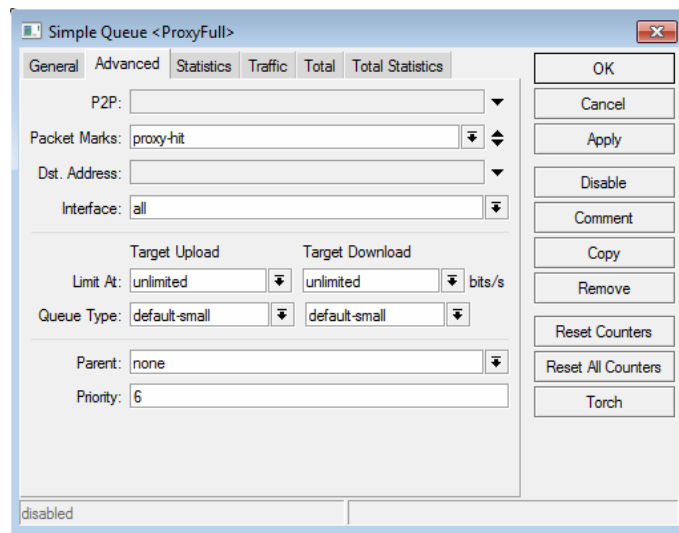 Simple Queue <ProxyFull>
General Advanced Statistics Traffic Total Total Statistics
P2P:
Packet Marks: proxy-hit
Dst. Address:
Interface: all
Target Upload Target Download
Limit At: unlimited unlimited bits/s
Queue Type: default-small default-small
Parent: none
Priority: 6
disabled
OK
Cancel
Apply
Disable
Comment
Copy
Remove
Reset Counters
Reset All Counters
Torch